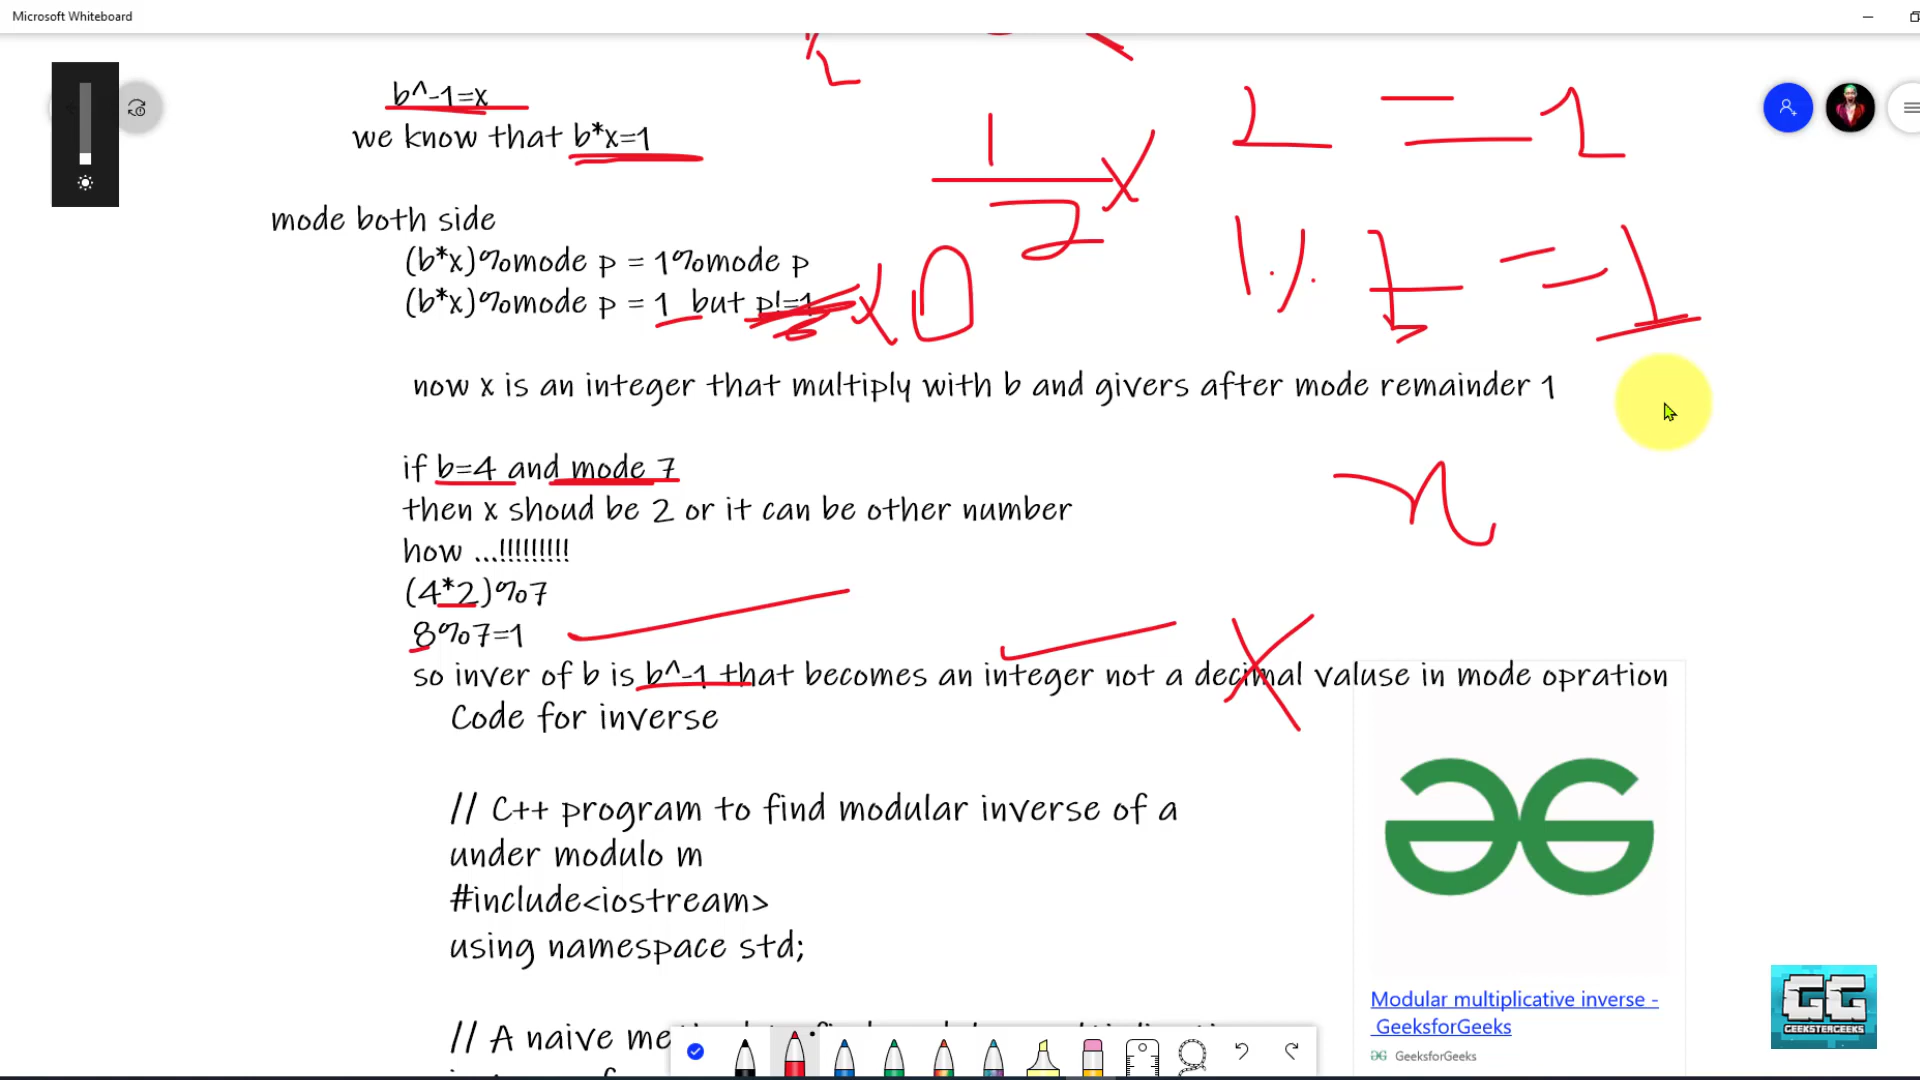 Microsoft Whiteboard
b^-1=x
we know that b*x=1
mode both side
(b*x)%mode p = 1%mode p
(b*x)%mode p = 1 but p!=1
now x is an integer that multiply with b and givers after mode remainder 1
if b=4 and mode 7
then x shoud be 2 or it can be other number
how ...!!!!!!!!!
(4*2)%7
8%7=1
so inver of b is b^-1 that becomes an integer not a decimal valuse in mode opration
Code for inverse
// C++ program to find modular inverse of a
under modulo m
#include<iostream>
using namespace std;
// A naive
Modular multiplicative inverse -
GeeksforGeeks
GeeksforGeeks
GG
GEEKSTERGEEKS